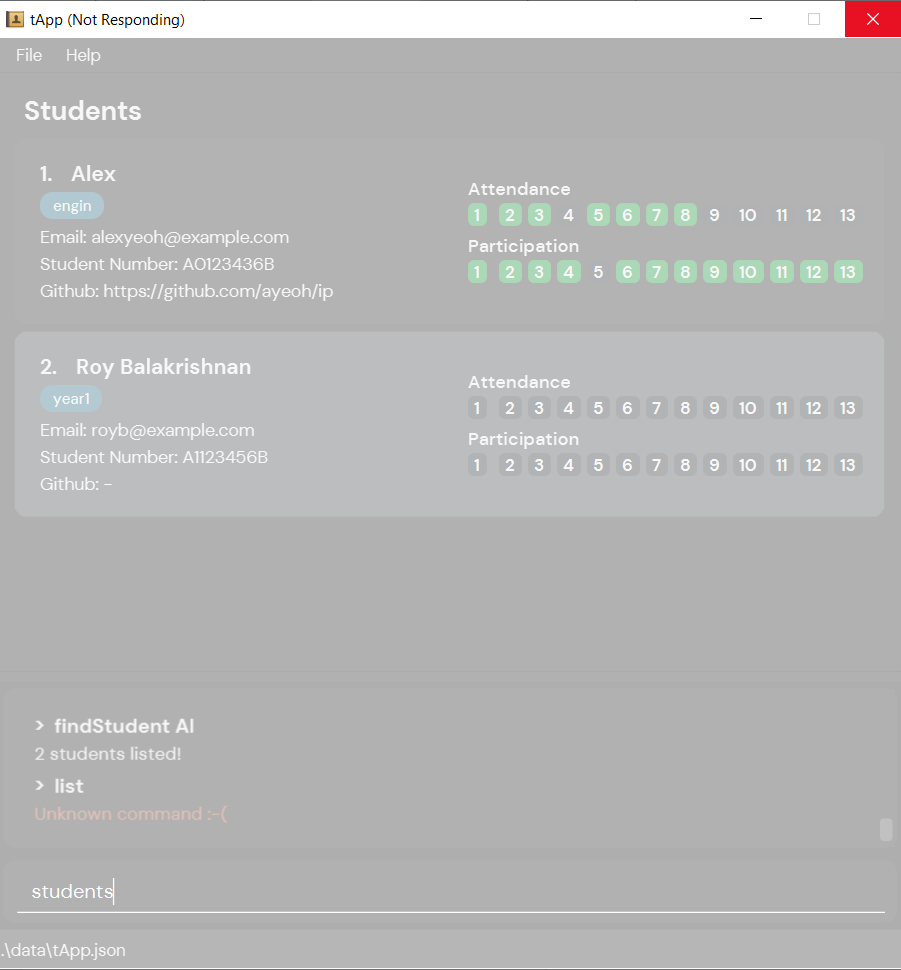 tApp (Not Responding)
File Help
Students
1. Alex
engin
Email: alexyeoh@example.com
Student Number: A0123436B
Github: https://github.com/ayeoh/ip
Attendance
1 2 3 4 5 6 7 8 9 10 11 12 13
Participation
1 2 3 4 5 6 7 8 9 10 11 12 13
2. Roy Balakrishnan
year1
Email: royb@example.com
Student Number: A1123456B
Github: -
Attendance
1 2 3 4 5 6 7 8 9 10 11 12 13
Participation
1 2 3 4 5 6 7 8 9 10 11 12 13
> findStudent Al
2 students listed!
> list
Unknown command :-(
students
.\data\tApp.json